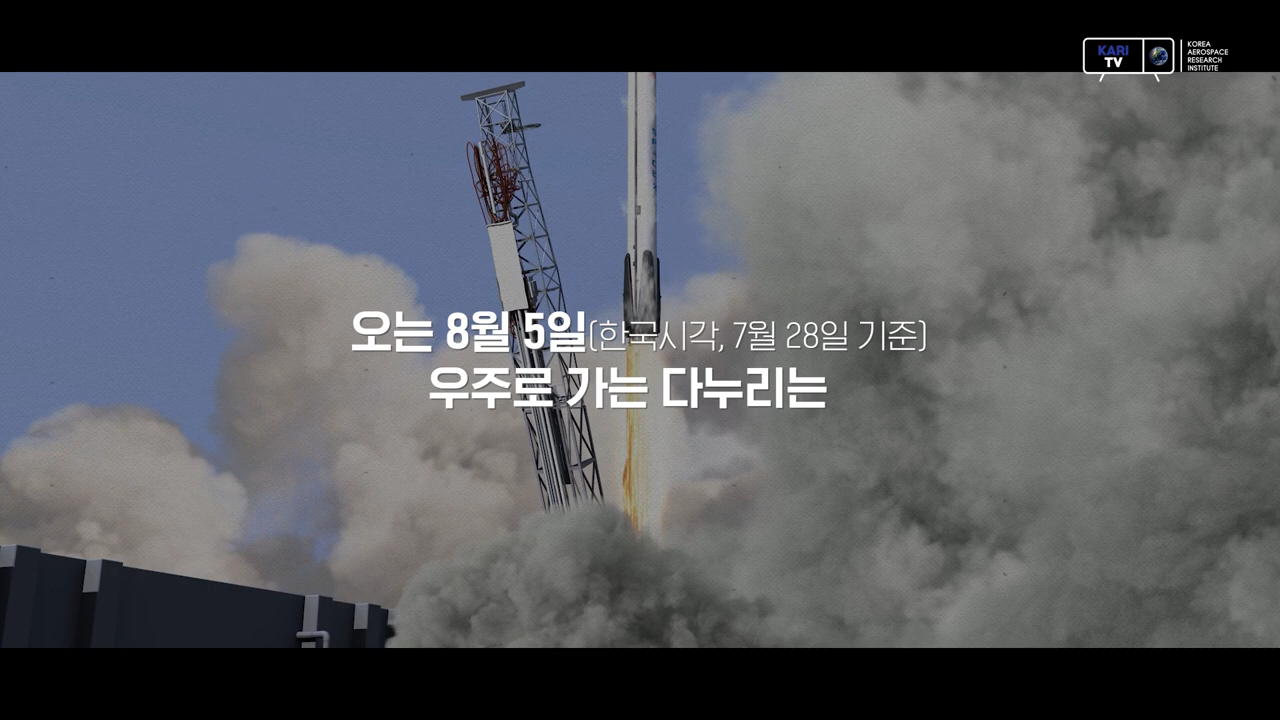 KARI
TV
KOREA
AEROSPACE
RESEARCH
INSTITUTE
오는 8월 5일(한국시각, 7월 28일 기준)
우주로 가는 다누리는